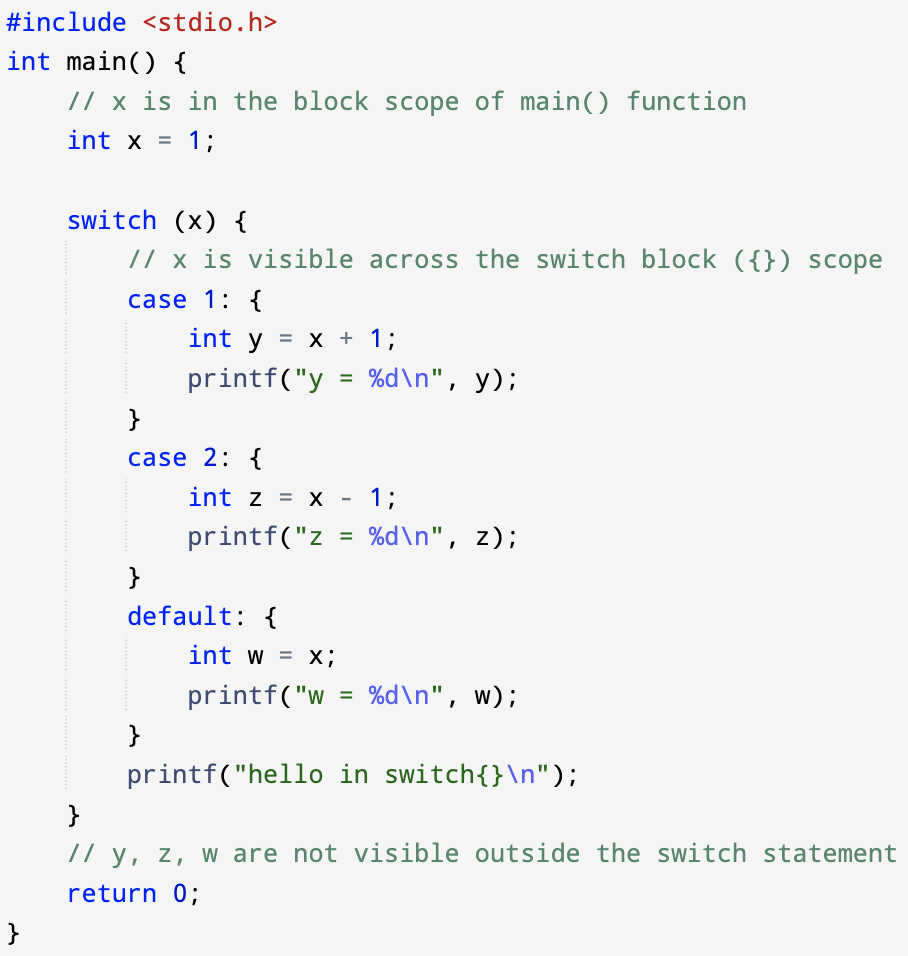 #include <stdio.h>
int main() {
    // x is in the block scope of main() function
    int x = 1;

    switch (x) {
        // x is visible across the switch block ({}) scope
        case 1: {
            int y = x + 1;
            printf("y = %d\n", y);
        }
        case 2: {
            int z = x - 1;
            printf("z = %d\n", z);
        }
        default: {
            int w = x;
            printf("w = %d\n", w);
        }
        printf("hello in switch{}\n");
    }
    // y, z, w are not visible outside the switch statement
    return 0;
}